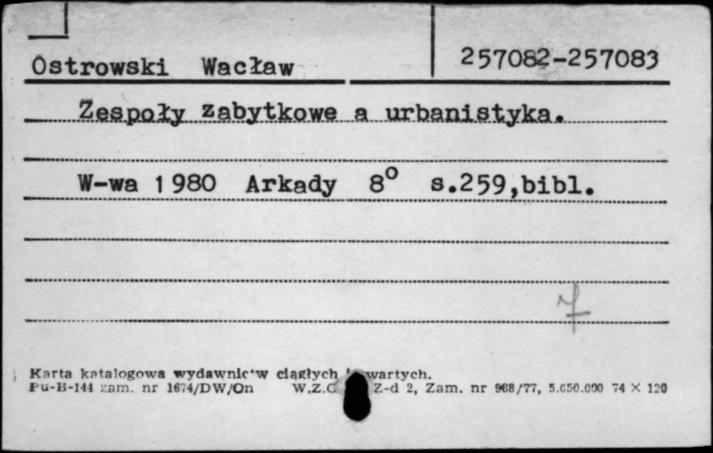 Ostrowski Wacław 257082-257083
Zespoły zabytkowe a urbanistyka.
W-wa 1980 Arkady 8° s.259,bibl.
7
Karta katalogowa wydawnictw ciągłych wartych.
Pu-B-144 zam. nr 1674/DW/On W.Z.G Z-d 2, Zam. nr 968/77, 5.650.000 74 × 120